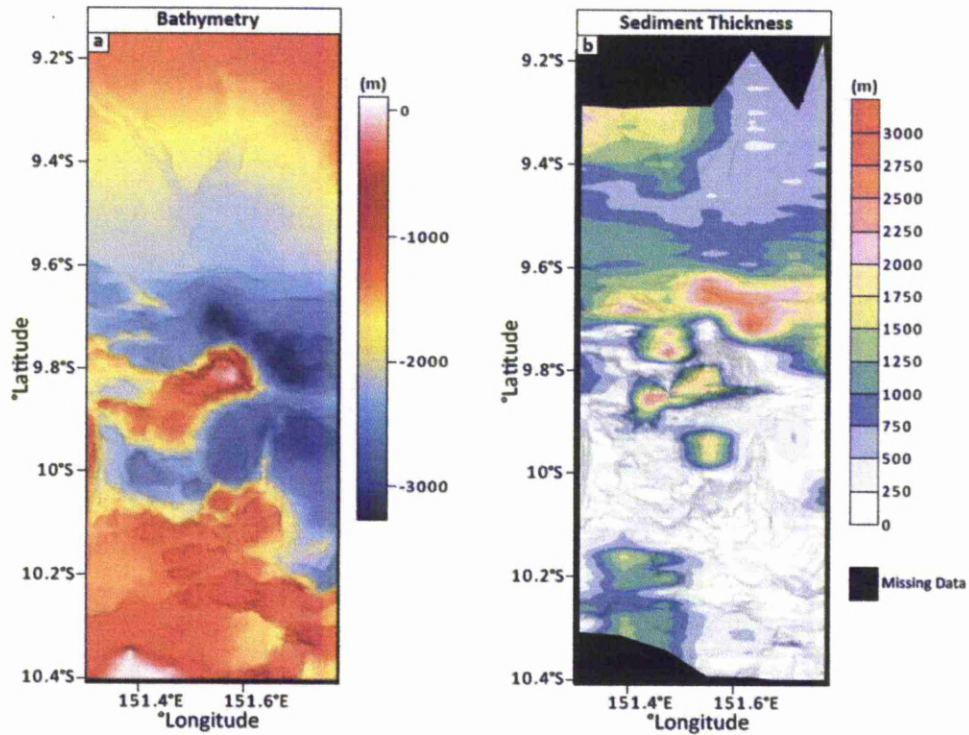 Bathymetry
a
9.2°S
9.4°S
9.6°S
9.8°S
10°S
10.2°S
10.4°S
°Latitude
151.4°E
151.6°E
°Longitude
(m)
0
-1000
-2000
-3000
Sediment Thickness
b
9.2°S
9.4°S
9.6°S
9.8°S
10°S
10.2°S
10.4°S
°Latitude
151.4°E
151.6°E
°Longitude
(m)
3000
2750
2500
2250
2000
1750
1500
1250
1000
750
500
250
0
Missing Data